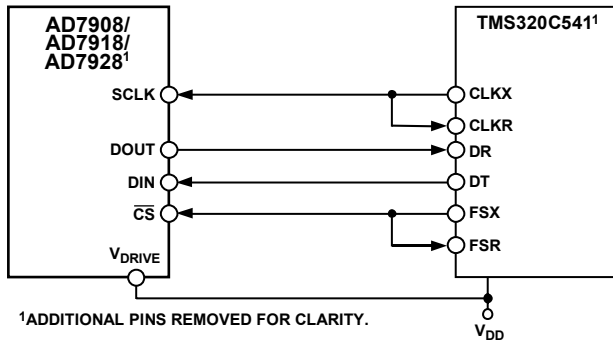 AD7908/
AD7918/
AD7928¹
TMS320C541¹
SCLK
CLKX
CLKR
DOUT
DR
DIN
DT
CS
FSX
FSR
VDRIVE
¹ADDITIONAL PINS REMOVED FOR CLARITY.
VDD